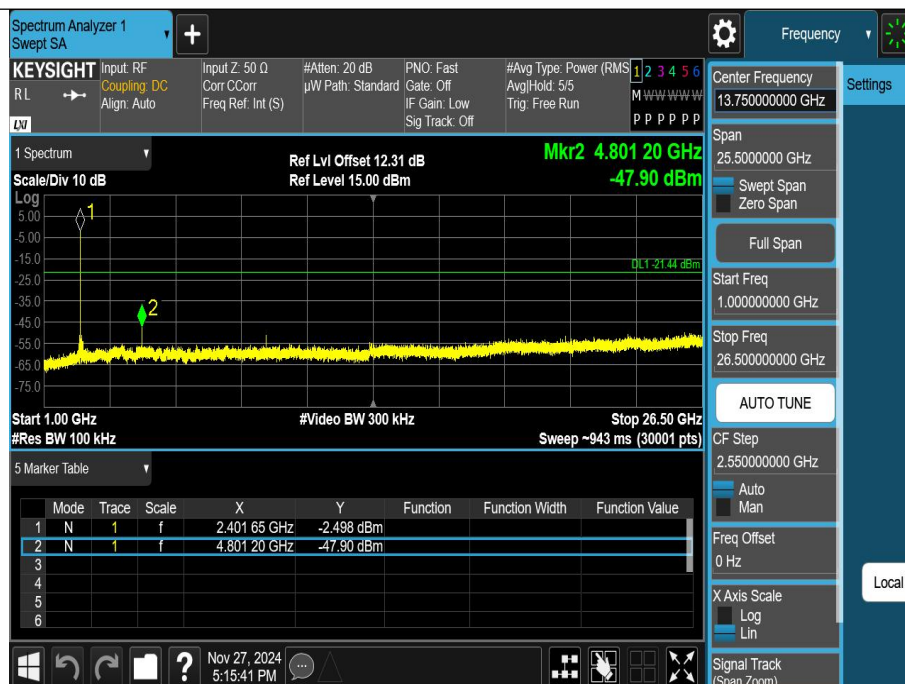 Spectrum Analyzer 1
Swept SA
Frequency
KEYSIGHT
R L
LXI
Input: RF
Coupling: DC
Align: Auto
Input Z: 50 Ω
Corr CCorr
Freq Ref: Int (S)
#Atten: 20 dB
µW Path: Standard
PNO: Fast
Gate: Off
IF Gain: Low
Sig Track: Off
#Avg Type: Power (RMS
Avg|Hold: 5/5
Trig: Free Run
1 2 3 4 5 6
M W W W W W
P P P P P P
Center Frequency
13.750000000 GHz
Settings
1 Spectrum
Scale/Div 10 dB
Ref Lvl Offset 12.31 dB
Ref Level 15.00 dBm
Mkr2 4.801 20 GHz
-47.90 dBm
Log
5.00
-5.00
-15.0
-25.0
-35.0
-45.0
-55.0
-65.0
-75.0
1
2
DL1 -21.44 dBm
Start 1.00 GHz
#Video BW 300 kHz
Stop 26.50 GHz
#Res BW 100 kHz
Sweep ~943 ms (30001 pts)
Span
25.5000000 GHz
Swept Span
Zero Span
Full Span
Start Freq
1.000000000 GHz
Stop Freq
26.500000000 GHz
AUTO TUNE
CF Step
2.550000000 GHz
Auto
Man
Freq Offset
0 Hz
X Axis Scale
Log
Lin
Signal Track
(Span Zoom)
Local
5 Marker Table
Mode Trace Scale X Y Function Function Width Function Value
1 N 1 f 2.401 65 GHz -2.498 dBm
2 N 1 f 4.801 20 GHz -47.90 dBm
3
4
5
6
?
Nov 27, 2024
5:15:41 PM